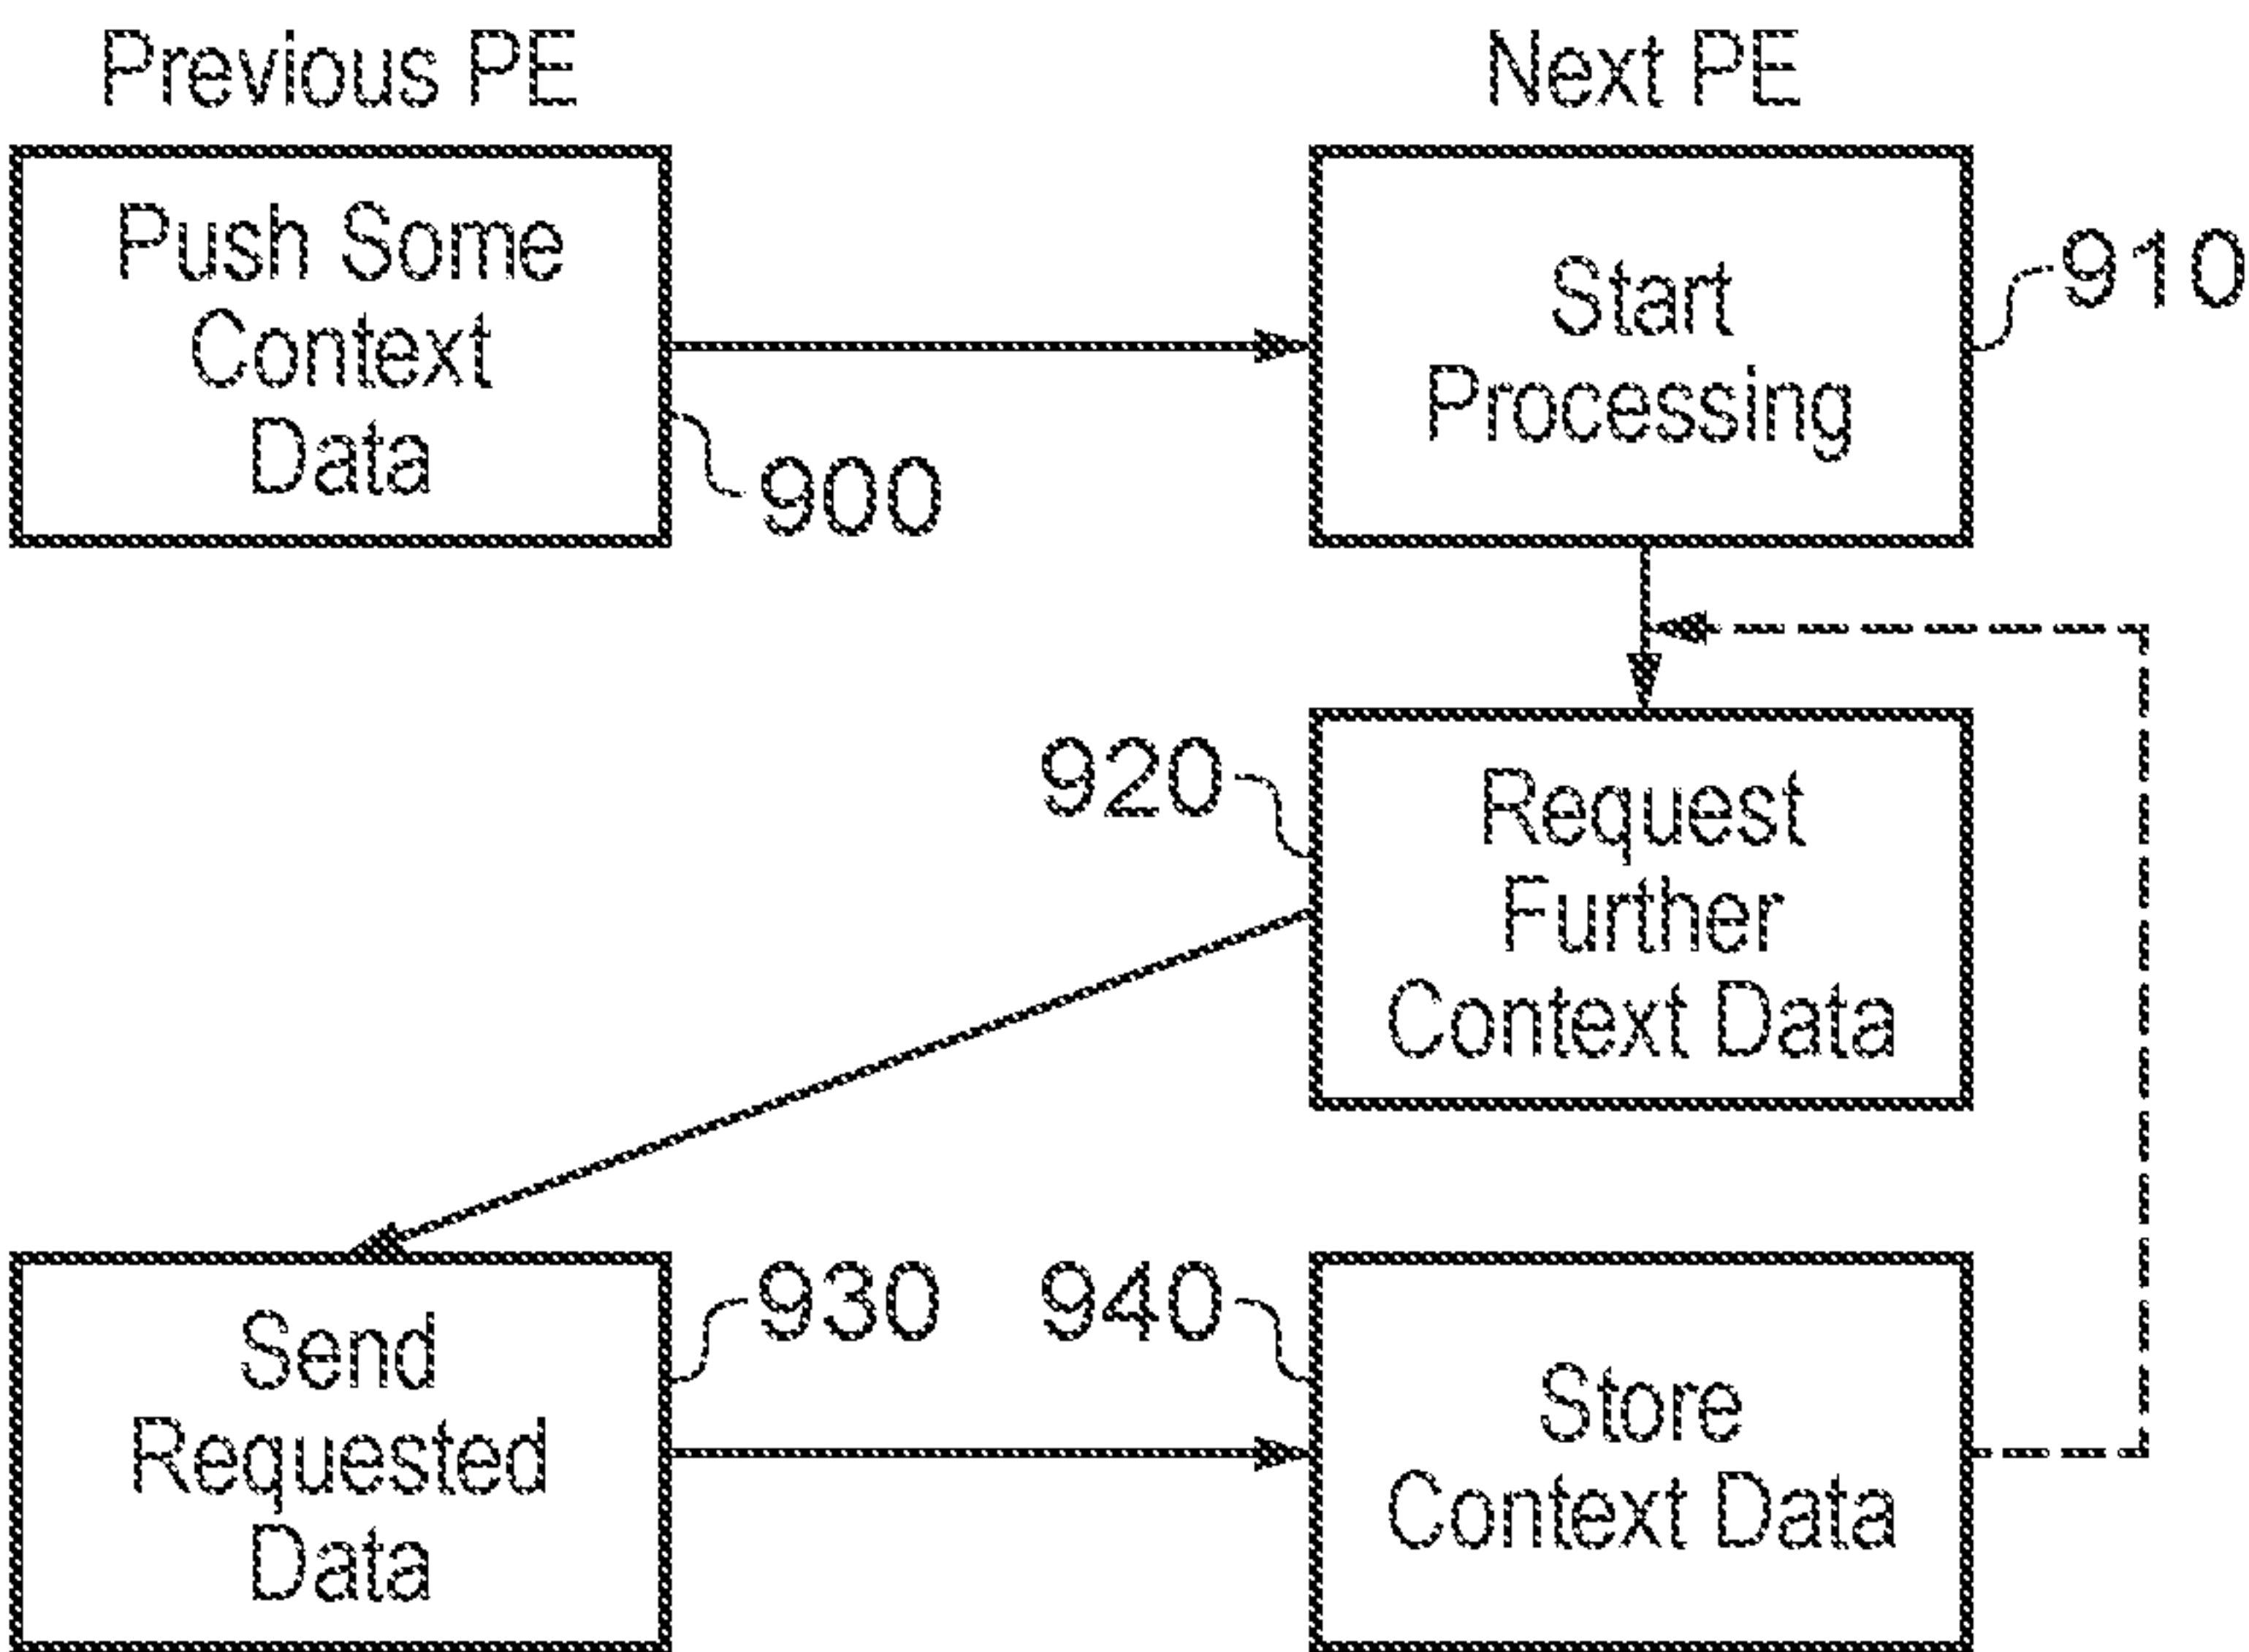 Previous PE
Next PE
Push Some
Context
Data
900
Start
Processing
910
920
Request
Further
Context Data
Send
Requested
Data
930
940
Store
Context Data